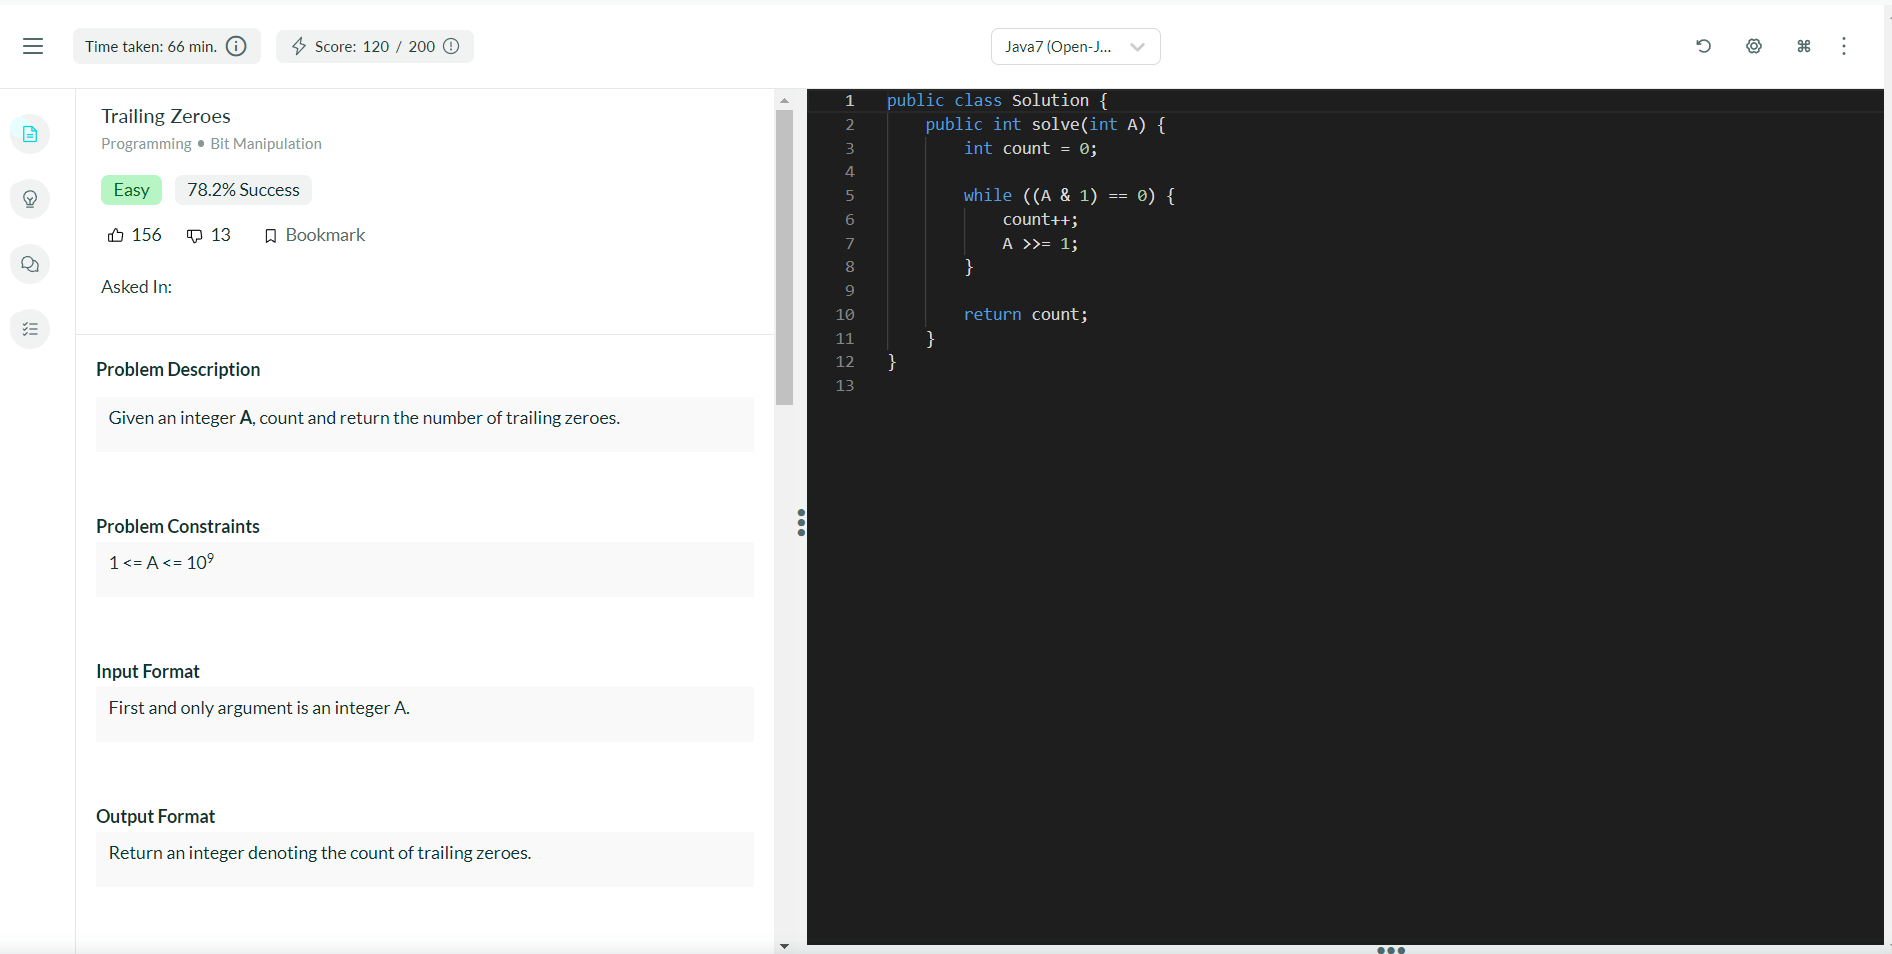 Time taken: 66 min.
Score: 120 / 200
Java7 (Open-J...
Trailing Zeroes
Programming • Bit Manipulation
Easy
78.2% Success
156
13
Bookmark
Asked In:
Problem Description
Given an integer A, count and return the number of trailing zeroes.
Problem Constraints
1 <= A <= 10⁹
Input Format
First and only argument is an integer A.
Output Format
Return an integer denoting the count of trailing zeroes.
1 public class Solution {
2     public int solve(int A) {
3         int count = 0;
4
5         while ((A & 1) == 0) {
6             count++;
7             A >>= 1;
8         }
9
10         return count;
11     }
12 }
13